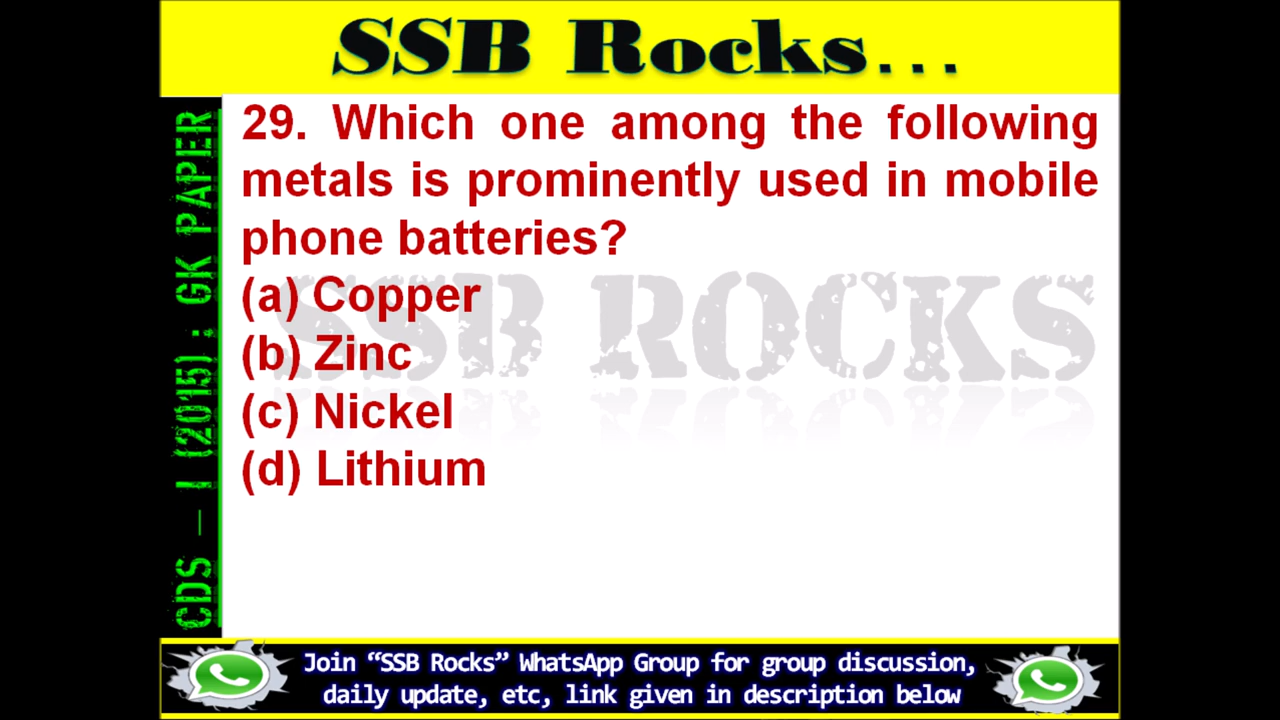 SSB Rocks...
CDS – I (2015) : GK PAPER
29. Which one among the following
metals is prominently used in mobile
phone batteries?
(a) Copper
(b) Zinc
(c) Nickel
(d) Lithium
SSB ROCKS
Join “SSB Rocks” WhatsApp Group for group discussion,
daily update, etc, link given in description below